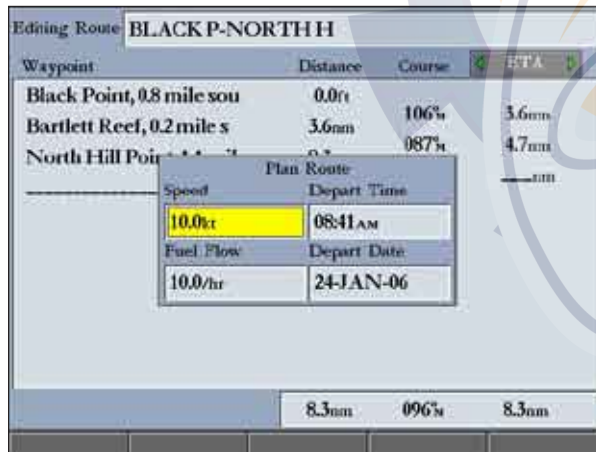 Editing Route BLACK P-NORTH H
Waypoint Distance Course ETA
Black Point, 0.8 mile sou 0.0ft
106°M 3.6nm
Bartlett Reef, 0.2 mile s 3.6nm
087°M 4.7nm
North Hill Poi
Plan Route
Speed Depart Time
10.0kt 08:41AM
Fuel Flow Depart Date
10.0/hr 24-JAN-06
nm
8.3nm 096°M 8.3nm